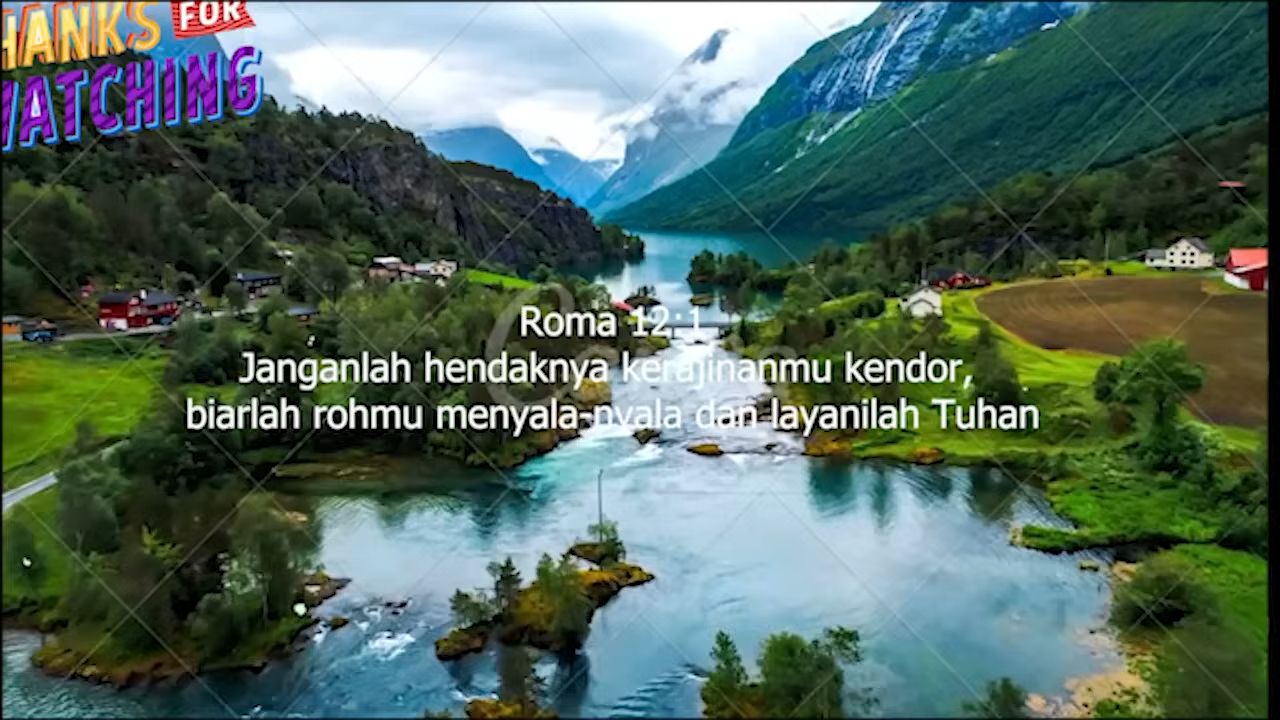 HANKS FOR
WATCHING
Roma 12:1
Janganlah hendaknya kerajinanmu kendor,
biarlah rohmu menyala-nyala dan layanilah Tuhan